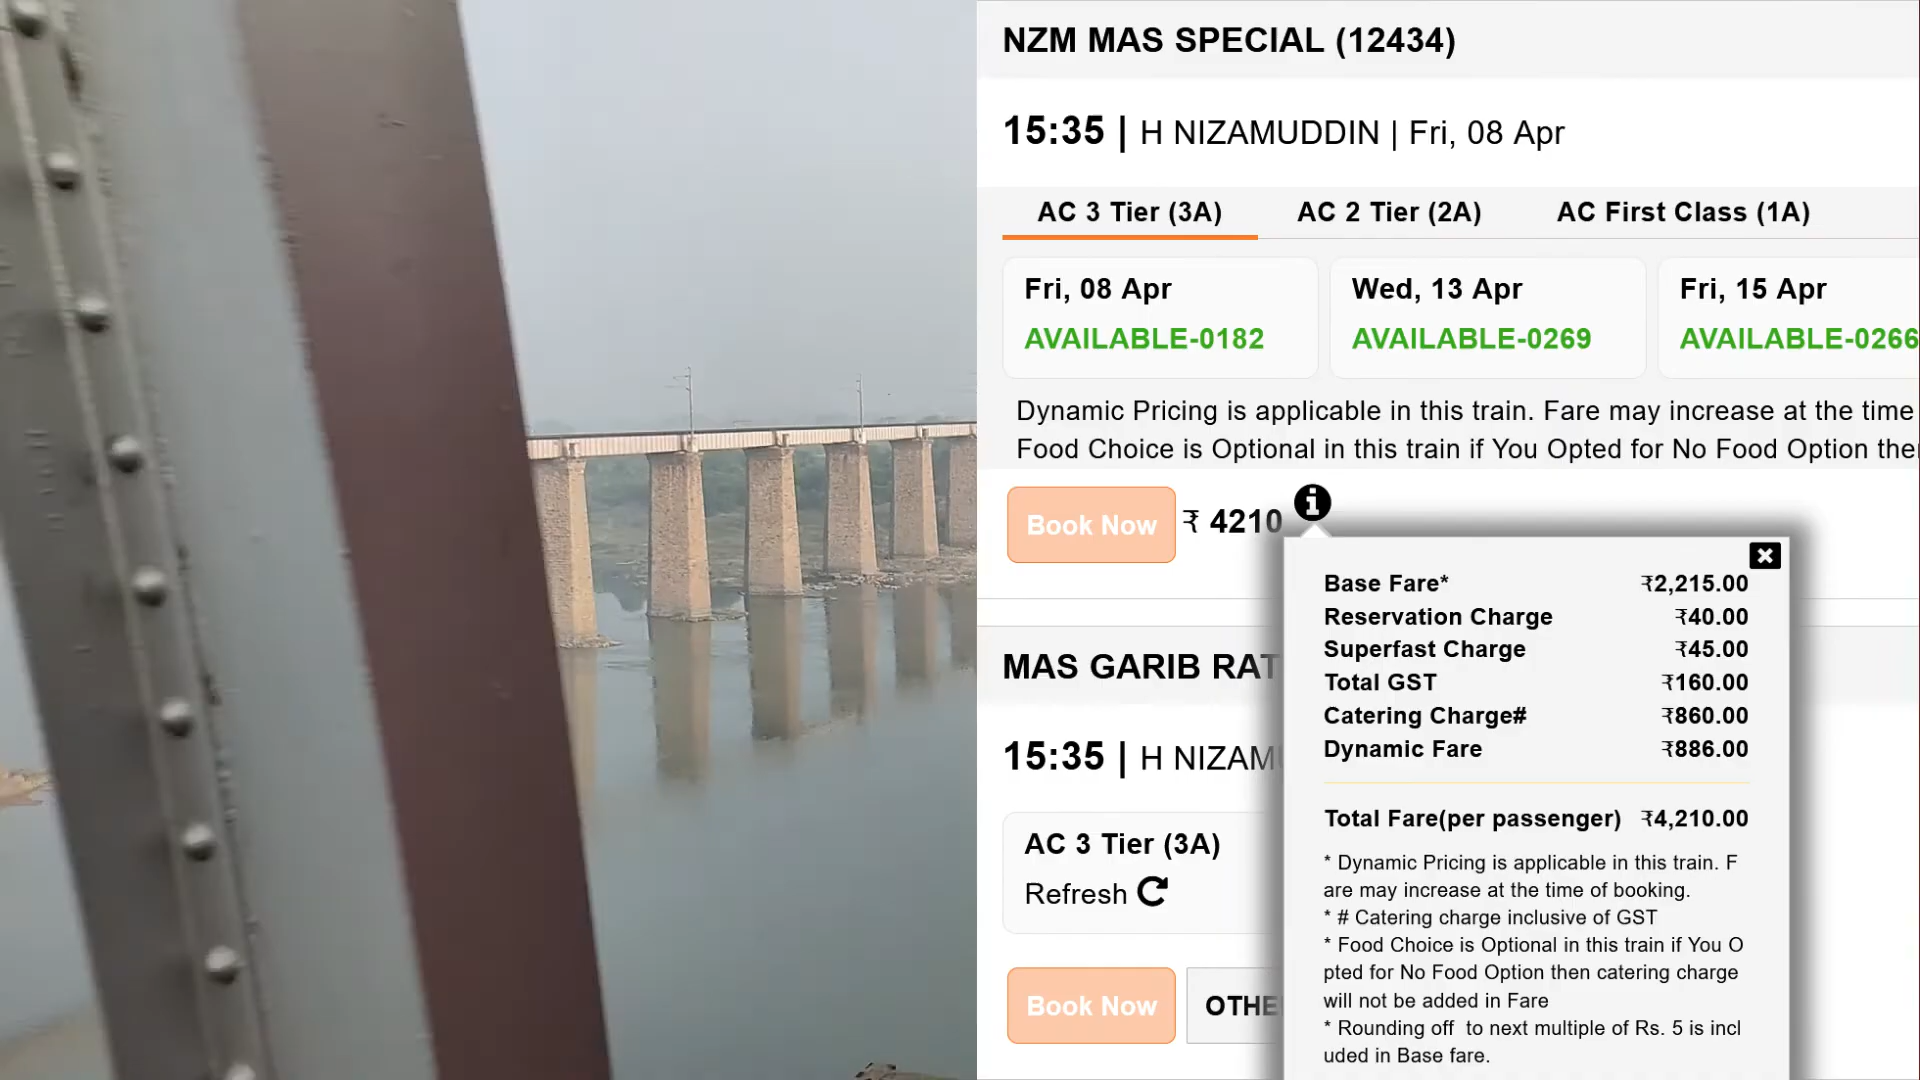 NZM MAS SPECIAL (12434)
15:35 | H NIZAMUDDIN | Fri, 08 Apr
AC 3 Tier (3A) AC 2 Tier (2A) AC First Class (1A)
Fri, 08 Apr Wed, 13 Apr Fri, 15 Apr
AVAILABLE-0182 AVAILABLE-0269 AVAILABLE-0266
Dynamic Pricing is applicable in this train. Fare may increase at the time
Food Choice is Optional in this train if You Opted for No Food Option
Book Now ₹ 4210
Base Fare* ₹2,215.00
Reservation Charge ₹40.00
Superfast Charge ₹45.00
Total GST ₹160.00
Catering Charge# ₹860.00
Dynamic Fare ₹886.00
Total Fare(per passenger) ₹4,210.00
* Dynamic Pricing is applicable in this train. F
are may increase at the time of booking.
* # Catering charge inclusive of GST
* Food Choice is Optional in this train if You O
pted for No Food Option then catering charge
will not be added in Fare
* Rounding off to next multiple of Rs. 5 is incl
uded in Base fare.
MAS GARIB RAT
15:35 | H NIZAM
AC 3 Tier (3A)
Refresh
Book Now OTHE